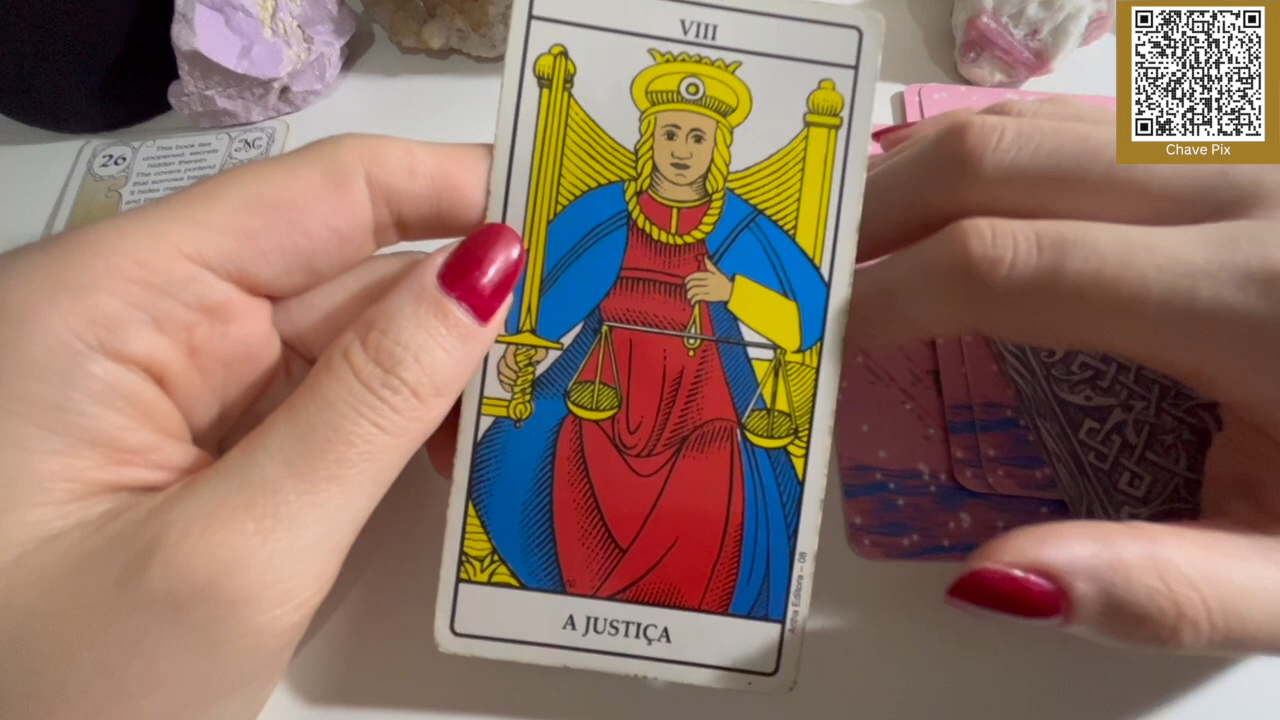 VIII
A JUSTIÇA
Artha Editora – 08
26
This book lies
unopened, secrets
hidden therein.
The covers portend
that sorrows
it hides
NC
Chave Pix